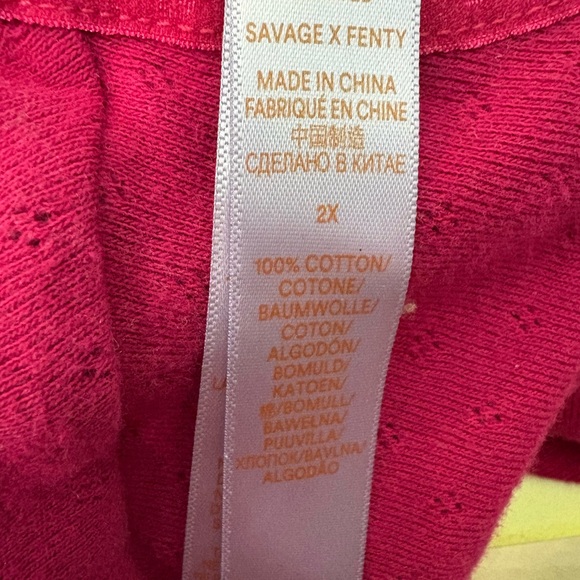 SAVAGE X FENTY
MADE IN CHINA
FABRIQUÉ EN CHINE
中国制造
СДЕЛАНО В КИТАЕ
2X
100% COTTON/
COTONE/
BAUMWOLLE/
COTON/
ALGODÓN/
BOMULD/
KATOEN/
棉/BOMULL/
BAWEŁNA/
PUUVILLA/
ХЛОПОК/BAVLNA/
ALGODÃO